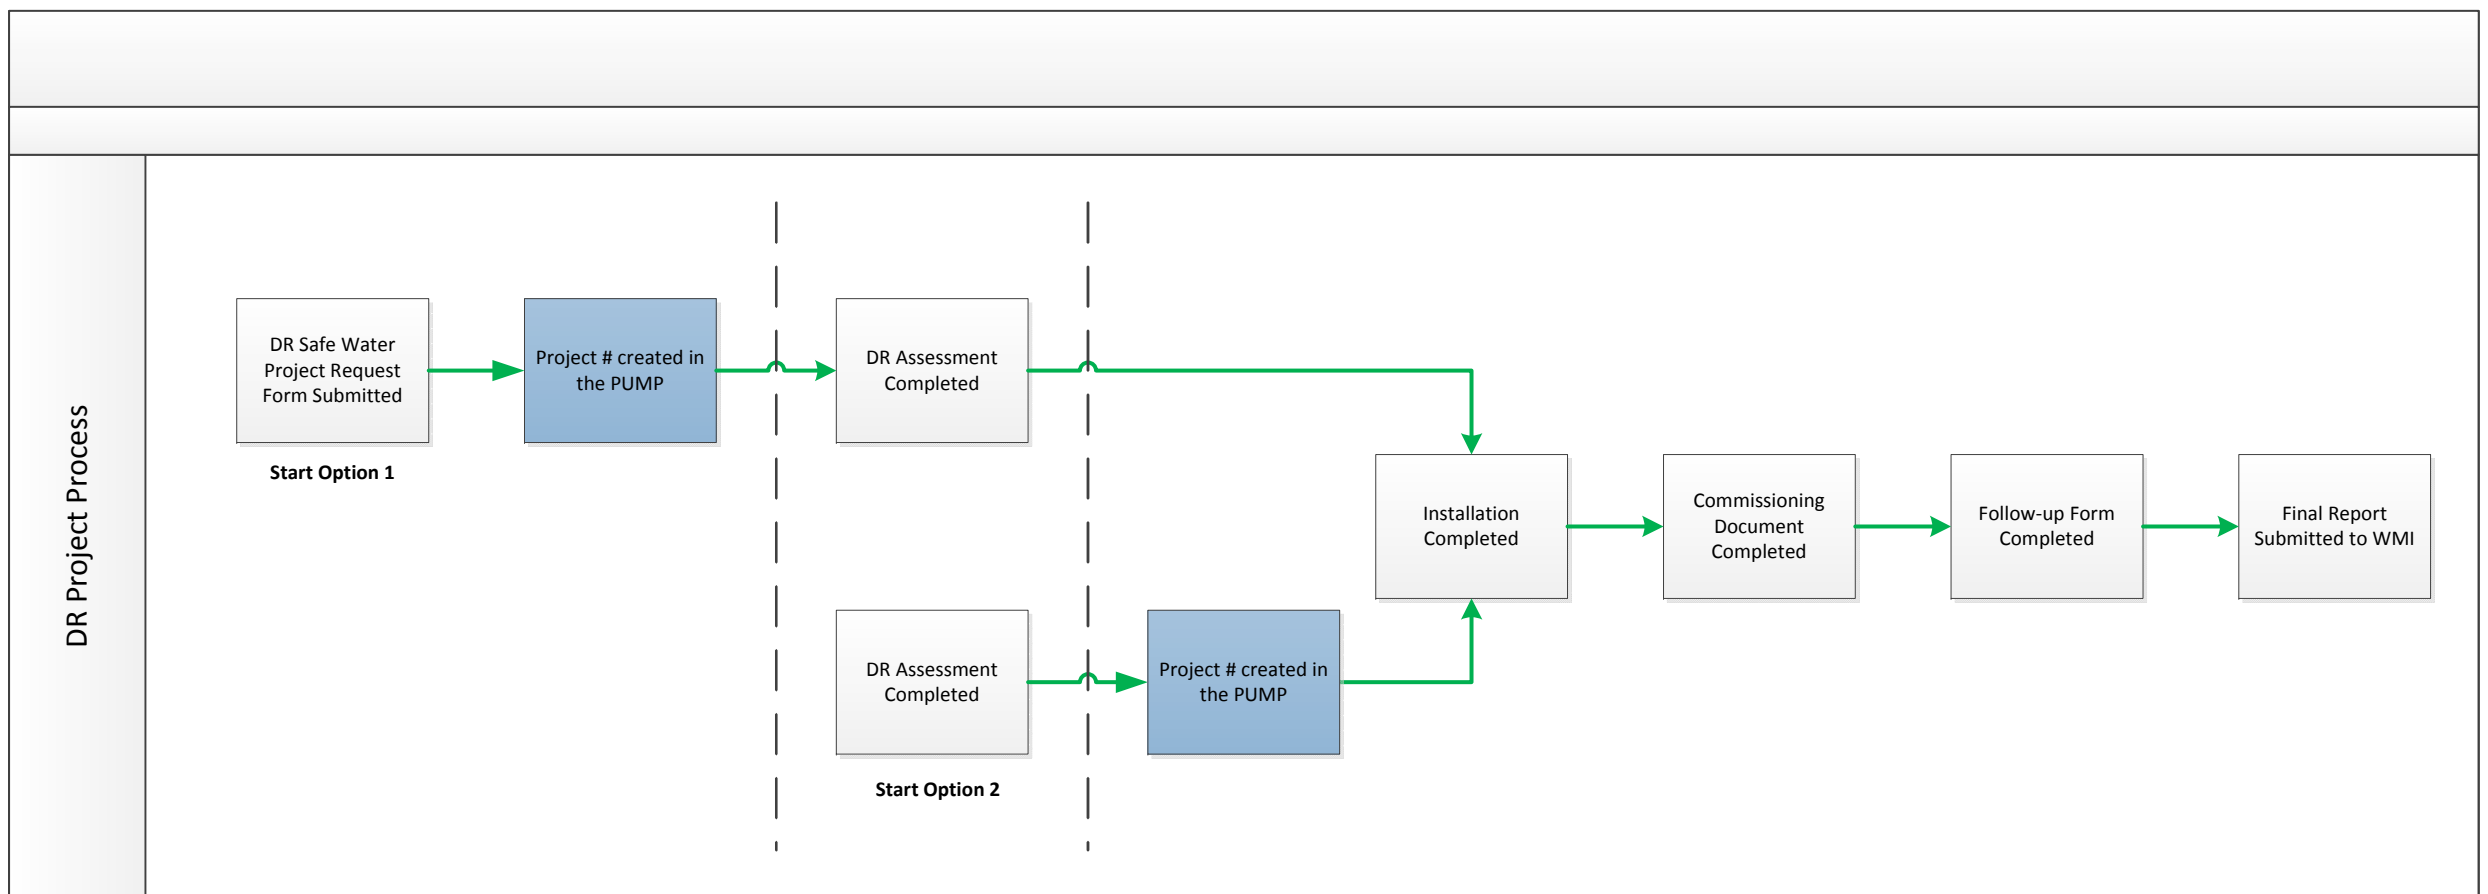 DR Project Process
DR Safe Water
Project Request
Form Submitted
Start Option 1
Project # created in
the PUMP
DR Assessment
Completed
DR Assessment
Completed
Start Option 2
Project # created in
the PUMP
Installation
Completed
Commissioning
Document
Completed
Follow-up Form
Completed
Final Report
Submitted to WMI